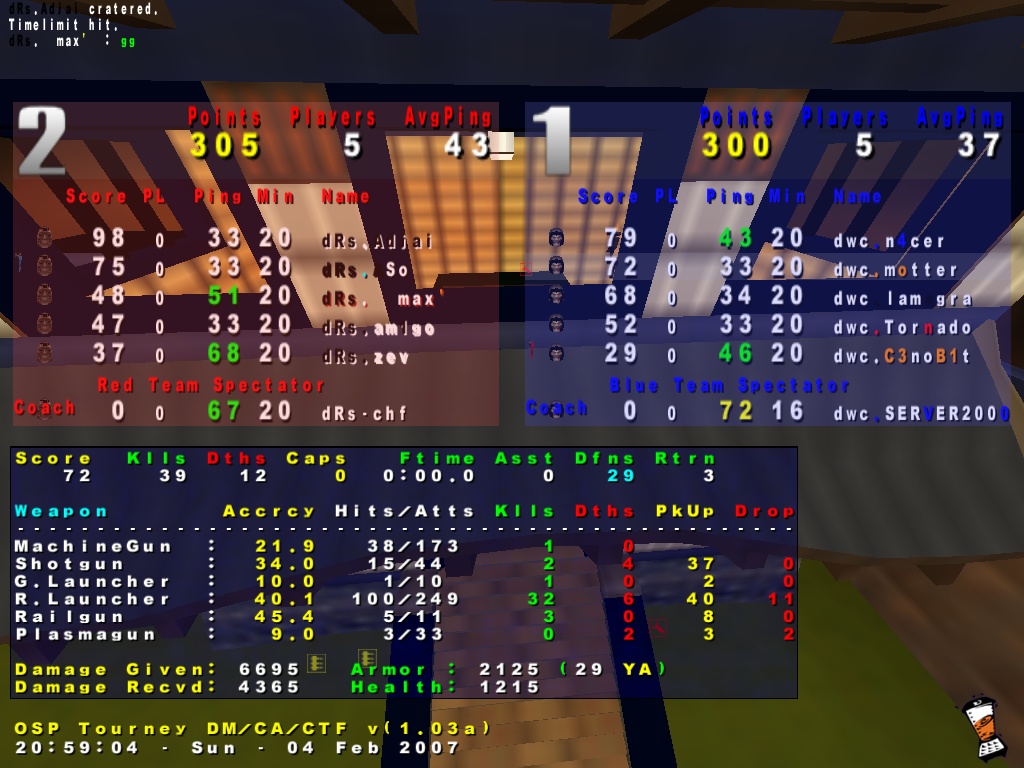 dRs.Adjai cratered.
Timelimit hit.
dRs. max' : gg
2 Points Players AvgPing
305 5 43
Score PL Ping Min Name
98 0 33 20 dRs.Adjai
75 0 33 20 dRs. So
48 0 51 20 dRs. max'
47 0 33 20 dRs.am!go
37 0 68 20 dRs.zev
Red Team Spectator
Coach 0 0 67 20 dRs-chf
1 Points Players AvgPing
300 5 37
Score PL Ping Min Name
79 0 43 20 dwc.n4cer
72 0 33 20 dwc.motter
68 0 34 20 dwc lam gra
52 0 33 20 dwc.Tornado
29 0 46 20 dwc.C3noB1t
Blue Team Spectator
Coach 0 0 72 16 dwc.SERVER2000
Score Klls Dths Caps Ftime Asst Dfns Rtrn
72 39 12 0 0:00.0 0 29 3
Weapon Accrcy Hits/Atts Klls Dths PkUp Drop
MachineGun : 21.9 38/173 1 0
Shotgun : 34.0 15/44 2 4 37 0
G.Launcher : 10.0 1/10 1 0 2 0
R.Launcher : 40.1 100/249 32 6 40 11
Railgun : 45.4 5/11 3 0 8 0
Plasmagun : 9.0 3/33 0 2 3 2
Damage Given: 6695 Armor : 2125 (29 YA)
Damage Recvd: 4365 Health: 1215
OSP Tourney DM/CA/CTF v(1.03a)
20:59:04 - Sun - 04 Feb 2007